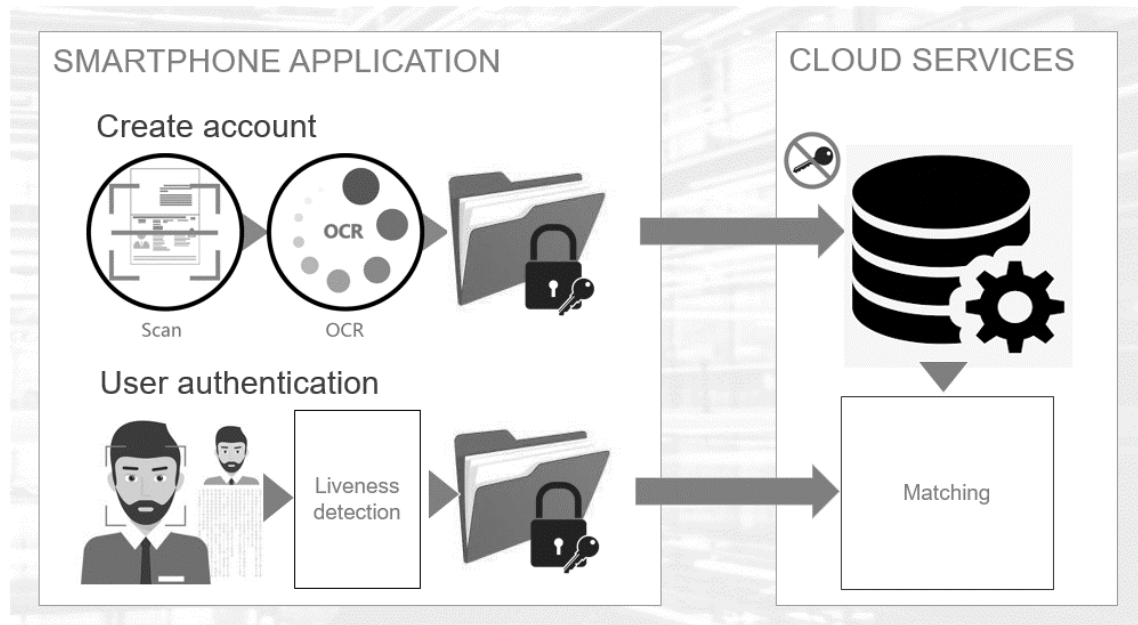 SMARTPHONE APPLICATION
CLOUD SERVICES
Create account
OCR
Scan
OCR
User authentication
Liveness
detection
Matching